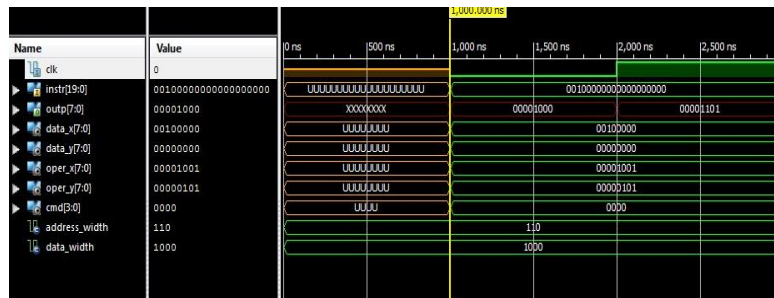 1,000.000 ns
Name Value 0 ns 500 ns 1,000 ns 1,500 ns 2,000 ns 2,500 ns
clk 0
instr[19:0] 00100000000000000000 UUUUUUUUUUUUUUUUUUUU 00100000000000000000
outp[7:0] 00001000 XXXXXXXX 00001000 00001101
data_x[7:0] 00100000 UUUUUUUU 00100000
data_y[7:0] 00000000 UUUUUUUU 00000000
oper_x[7:0] 00001001 UUUUUUUU 00001001
oper_y[7:0] 00000101 UUUUUUUU 00000101
cmd[3:0] 0000 UUUU 0000
address_width 110 110
data_width 1000 1000